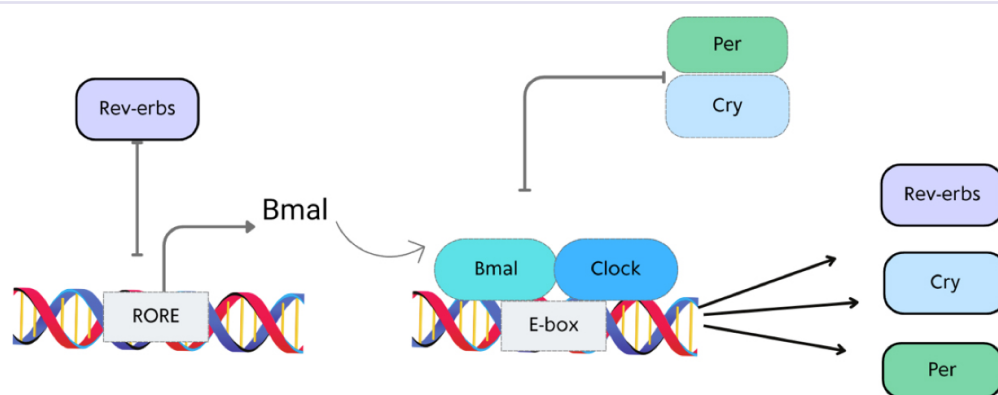 Per
Rev-erbs
Cry
Rev-erbs
Bmal
Bmal
Clock
Cry
RORE
E-box
Per